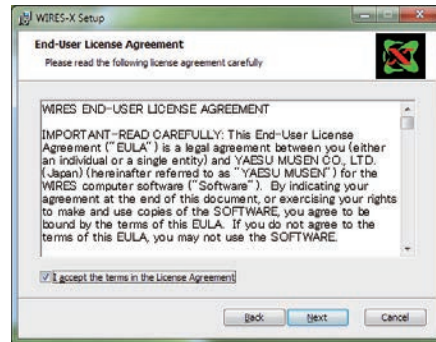 WIRES-X Setup
End-User License Agreement
Please read the following license agreement carefully
WIRES END-USER LICENSE AGREEMENT
IMPORTANT-READ CAREFULLY: This End-User License
Agreement ("EULA") is a legal agreement between you (either
an individual or a single entity) and YAESU MUSEN CO., LTD.
(Japan) (hereinafter referred to as "YAESU MUSEN") for the
WIRES computer software ("Software"). By indicating your
agreement at the end of this document, or exercising your rights
to make and use copies of the SOFTWARE, you agree to be
bound by the terms of this EULA. If you do not agree to the
terms of this EULA, you may not use the SOFTWARE.
I accept the terms in the License Agreement
Back Next Cancel